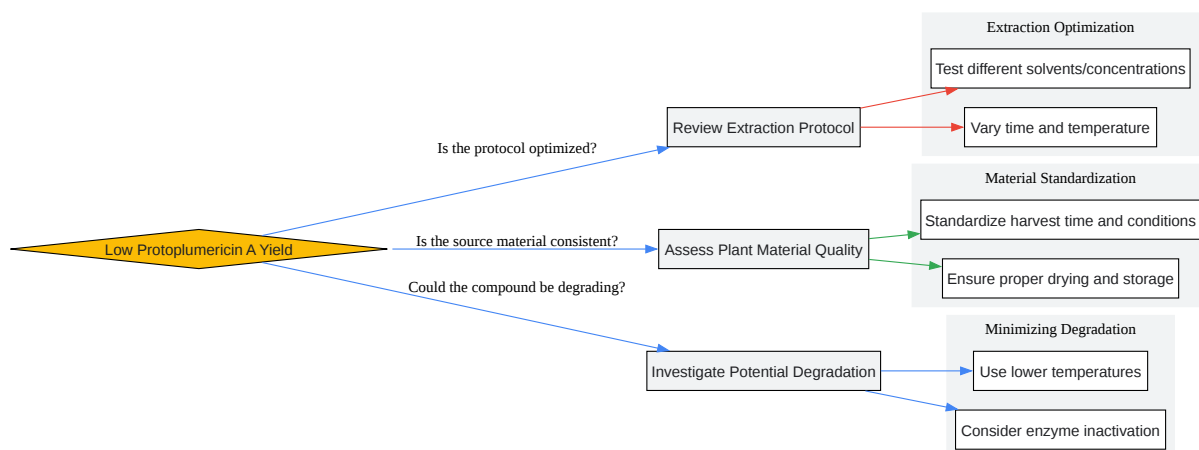 Extraction Optimization
Test different solvents/concentrations
Review Extraction Protocol
Vary time and temperature
Is the protocol optimized?
Material Standardization
Standardize harvest time and conditions
Low Protoplumericin A Yield
Is the source material consistent?
Assess Plant Material Quality
Ensure proper drying and storage
Could the compound be degrading?
Minimizing Degradation
Investigate Potential Degradation
Use lower temperatures
Consider enzyme inactivation